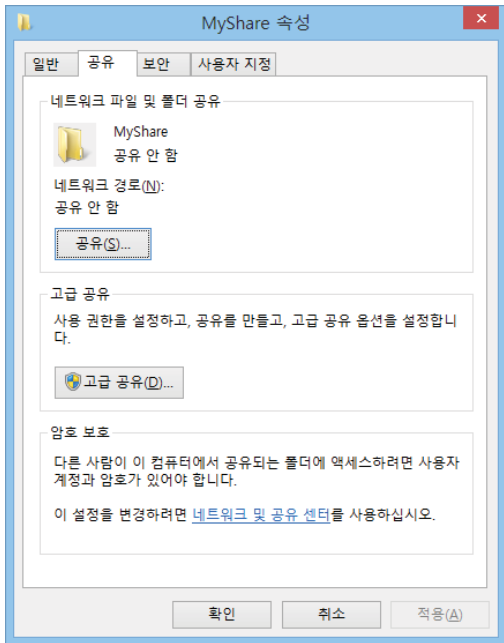 MyShare 속성
일반 공유 보안 사용자 지정
네트워크 파일 및 폴더 공유
MyShare
공유 안 함
네트워크 경로(N):
공유 안 함
공유(S)...
고급 공유
사용 권한을 설정하고, 공유를 만들고, 고급 공유 옵션을 설정합니
다.
고급 공유(D)...
암호 보호
다른 사람이 이 컴퓨터에서 공유되는 폴더에 액세스하려면 사용자
계정과 암호가 있어야 합니다.
이 설정을 변경하려면 네트워크 및 공유 센터를 사용하십시오.
확인 취소 적용(A)